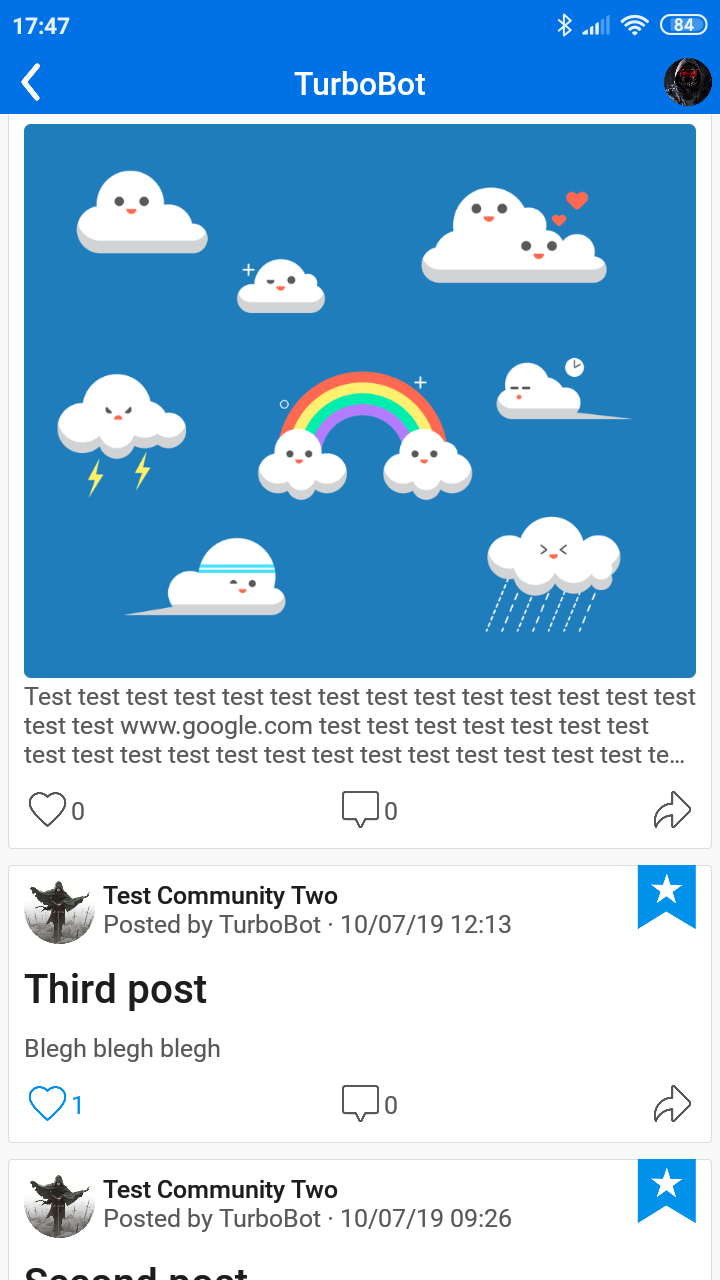 17:47
84
TurboBot
Test test test test test test test test test test test test test test
test test www.google.com test test test test test test test
test test test test test test test test test test test test test te…
0
0
Test Community Two
Posted by TurboBot · 10/07/19 12:13
Third post
Blegh blegh blegh
1
0
Test Community Two
Posted by TurboBot · 10/07/19 09:26
Second post